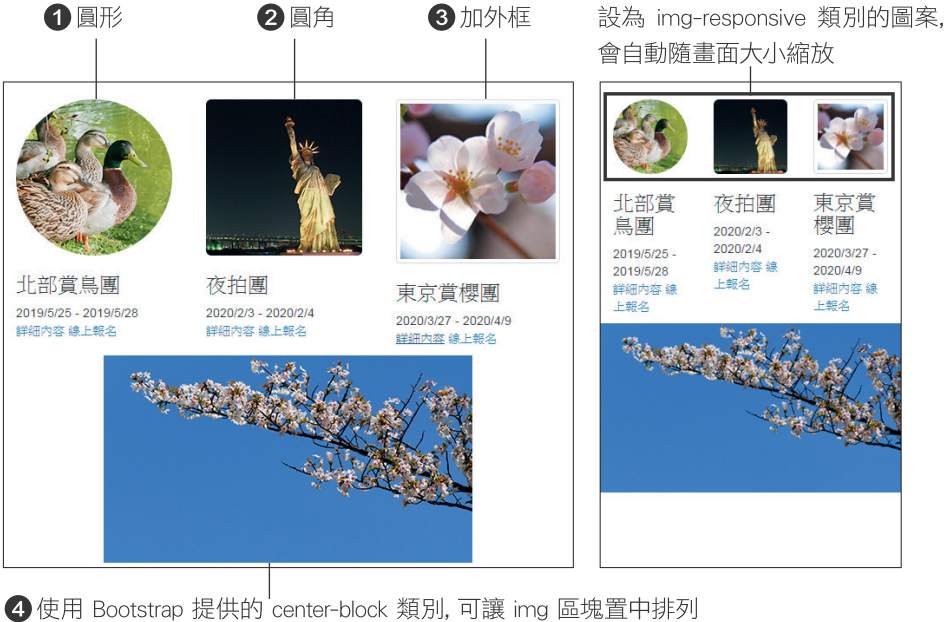 ❶ 圓形
❷ 圓角
❸ 加外框
設為 img-responsive 類別的圖案,
會自動隨畫面大小縮放
北部賞鳥團
2019/5/25 - 2019/5/28
詳細內容 線上報名
夜拍團
2020/2/3 - 2020/2/4
詳細內容 線上報名
東京賞櫻團
2020/3/27 - 2020/4/9
詳細內容 線上報名
北部賞
鳥團
2019/5/25 -
2019/5/28
詳細內容 線
上報名
夜拍團
2020/2/3 -
2020/2/4
詳細內容 線
上報名
東京賞
櫻團
2020/3/27 -
2020/4/9
詳細內容 線
上報名
❹ 使用 Bootstrap 提供的 center-block 類別, 可讓 img 區塊置中排列